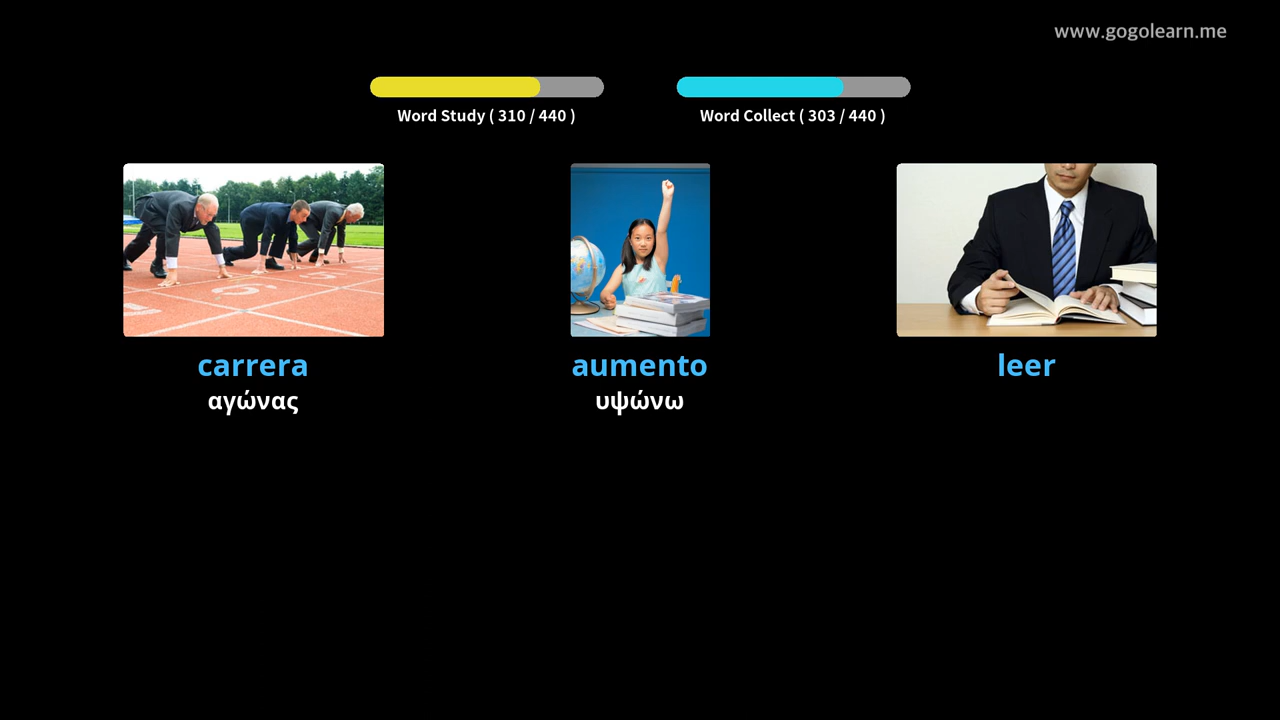 www.gogolearn.me
Word Study ( 310 / 440 )
Word Collect ( 303 / 440 )
carrera
αγώνας
aumento
υψώνω
leer